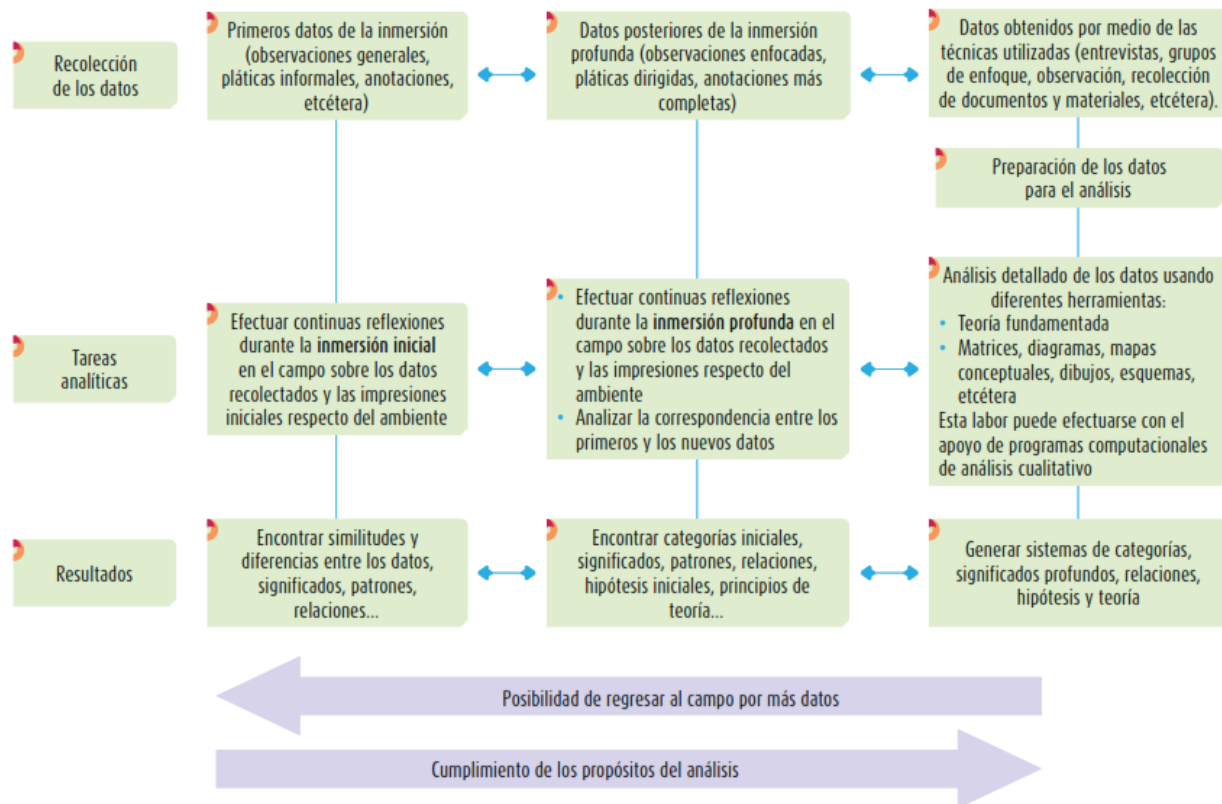 Recolección
de los datos
Primeros datos de la inmersión
(observaciones generales,
pláticas informales, anotaciones,
etcétera)
Datos posteriores de la inmersión
profunda (observaciones enfocadas,
pláticas dirigidas, anotaciones más
completas)
Datos obtenidos por medio de las
técnicas utilizadas (entrevistas, grupos
de enfoque, observación, recolección
de documentos y materiales, etcétera).
Preparación de los datos
para el análisis
Tareas
analíticas
Efectuar continuas reflexiones
durante la inmersión inicial
en el campo sobre los datos
recolectados y las impresiones
iniciales respecto del ambiente
• Efectuar continuas reflexiones
durante la inmersión profunda en el
campo sobre los datos recolectados
y las impresiones respecto del
ambiente
• Analizar la correspondencia entre los
primeros y los nuevos datos
Análisis detallado de los datos usando
diferentes herramientas:
• Teoría fundamentada
• Matrices, diagramas, mapas
conceptuales, dibujos, esquemas,
etcétera
Esta labor puede efectuarse con el
apoyo de programas computacionales
de análisis cualitativo
Resultados
Encontrar similitudes y
diferencias entre los datos,
significados, patrones,
relaciones...
Encontrar categorías iniciales,
significados, patrones, relaciones,
hipótesis iniciales, principios de
teoría...
Generar sistemas de categorías,
significados profundos, relaciones,
hipótesis y teoría
Posibilidad de regresar al campo por más datos
Cumplimiento de los propósitos del análisis